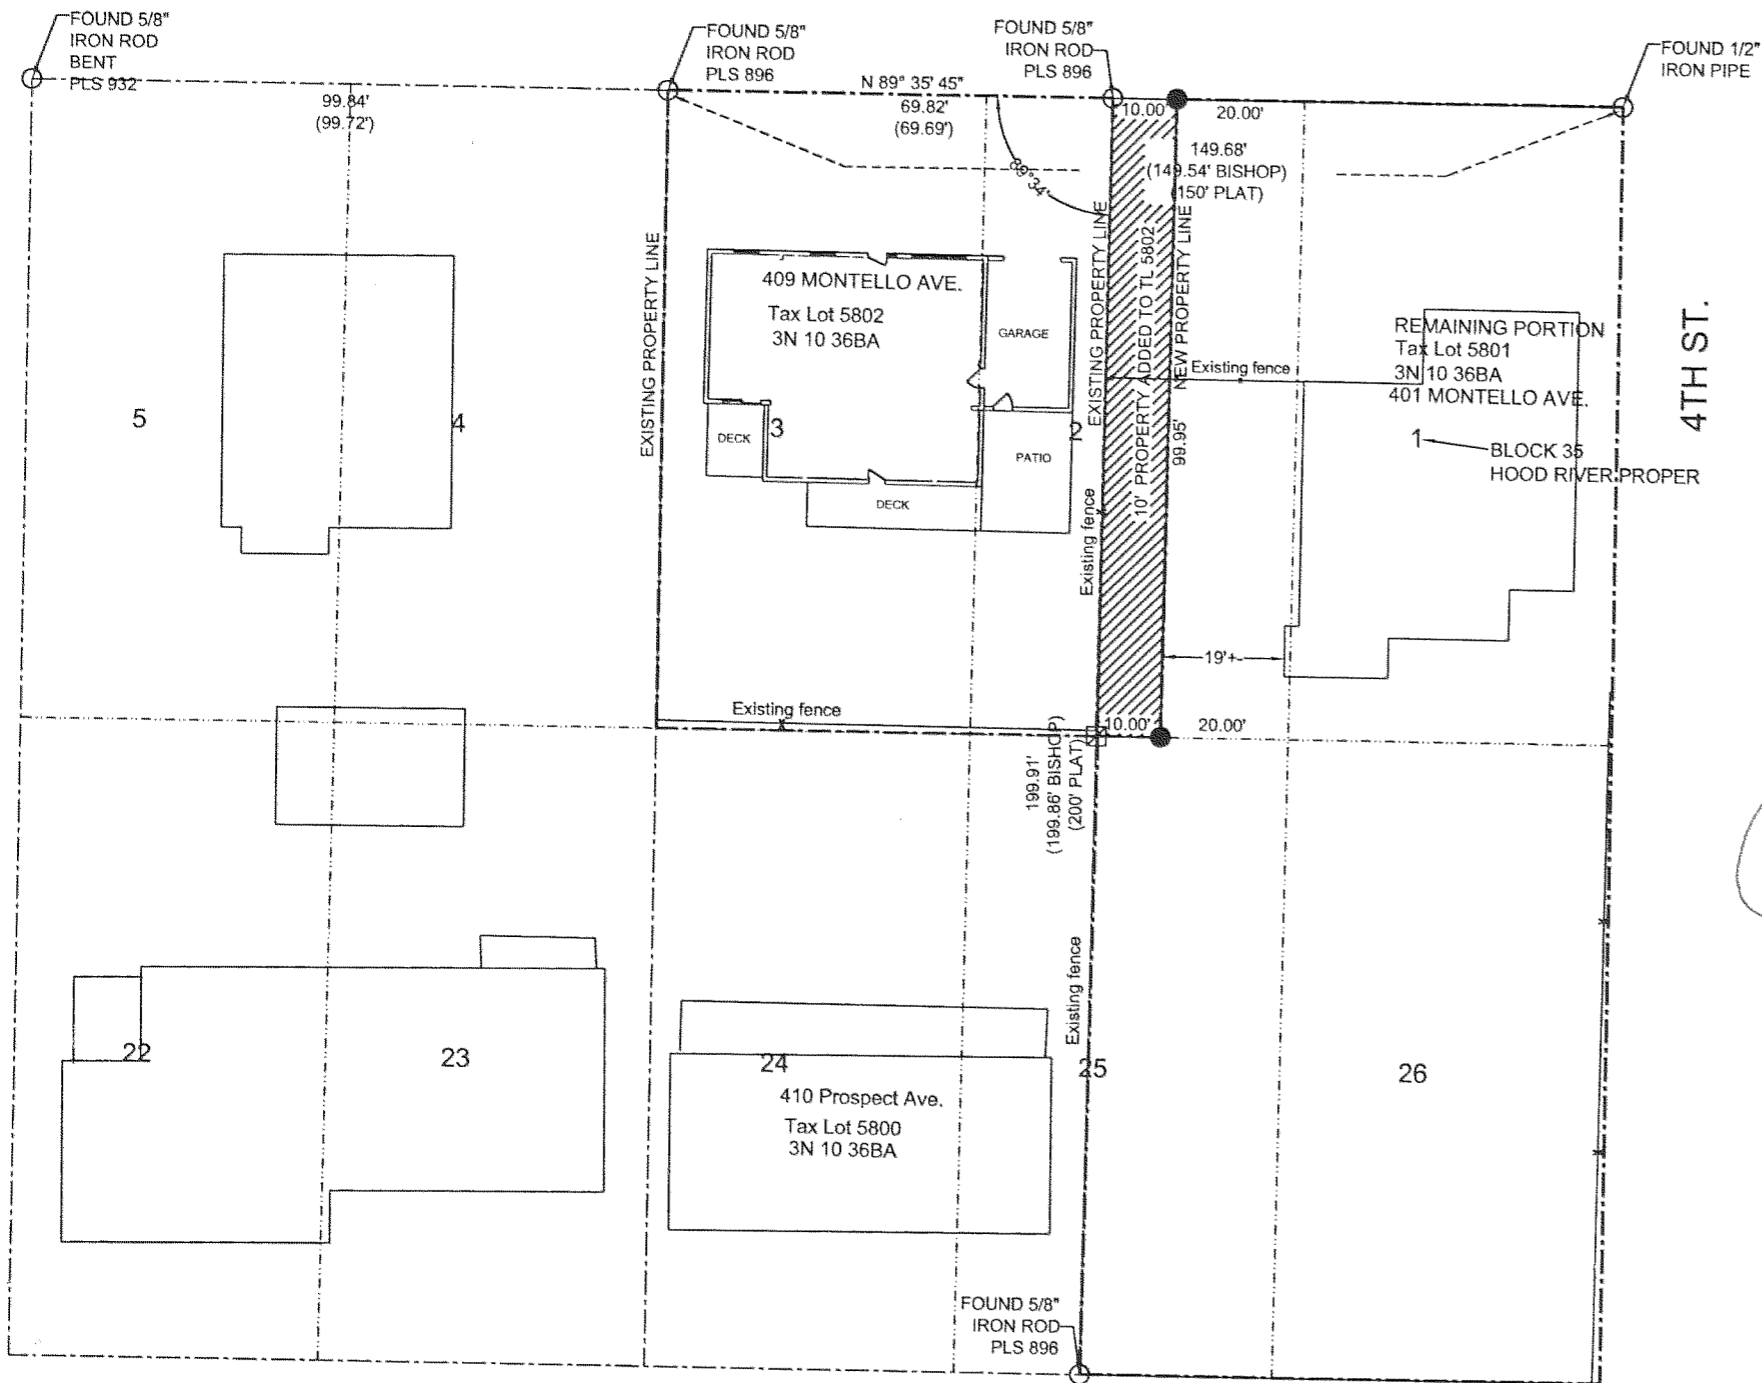 FOUND 5/8"
IRON ROD
BENT
PLS 932
FOUND 5/8"
IRON ROD
PLS 896
FOUND 5/8"
IRON ROD
PLS 896
FOUND 1/2"
IRON PIPE
99.84'
(99.72')
N 89° 35' 45"
69.82'
(69.69')
10.00'
20.00'
149.68'
(149.54' BISHOP)
(150' PLAT)
89°34'
EXISTING PROPERTY LINE
409 MONTELLO AVE.
Tax Lot 5802
3N 10 36BA
GARAGE
DECK
PATIO
DECK
EXISTING PROPERTY LINE
10' PROPERTY ADDED TO TL 5802
NEW PROPERTY LINE
99.95'
Existing fence
Existing fence
REMAINING PORTION
Tax Lot 5801
3N 10 36BA
401 MONTELLO AVE.
4TH ST.
5
4
3
2
1
BLOCK 35
HOOD RIVER PROPER
19'+-
Existing fence
10.00'
20.00'
199.91'
(199.86' BISHOP)
(200' PLAT)
Existing fence
22
23
24
25
26
410 Prospect Ave.
Tax Lot 5800
3N 10 36BA
FOUND 5/8"
IRON ROD
PLS 896